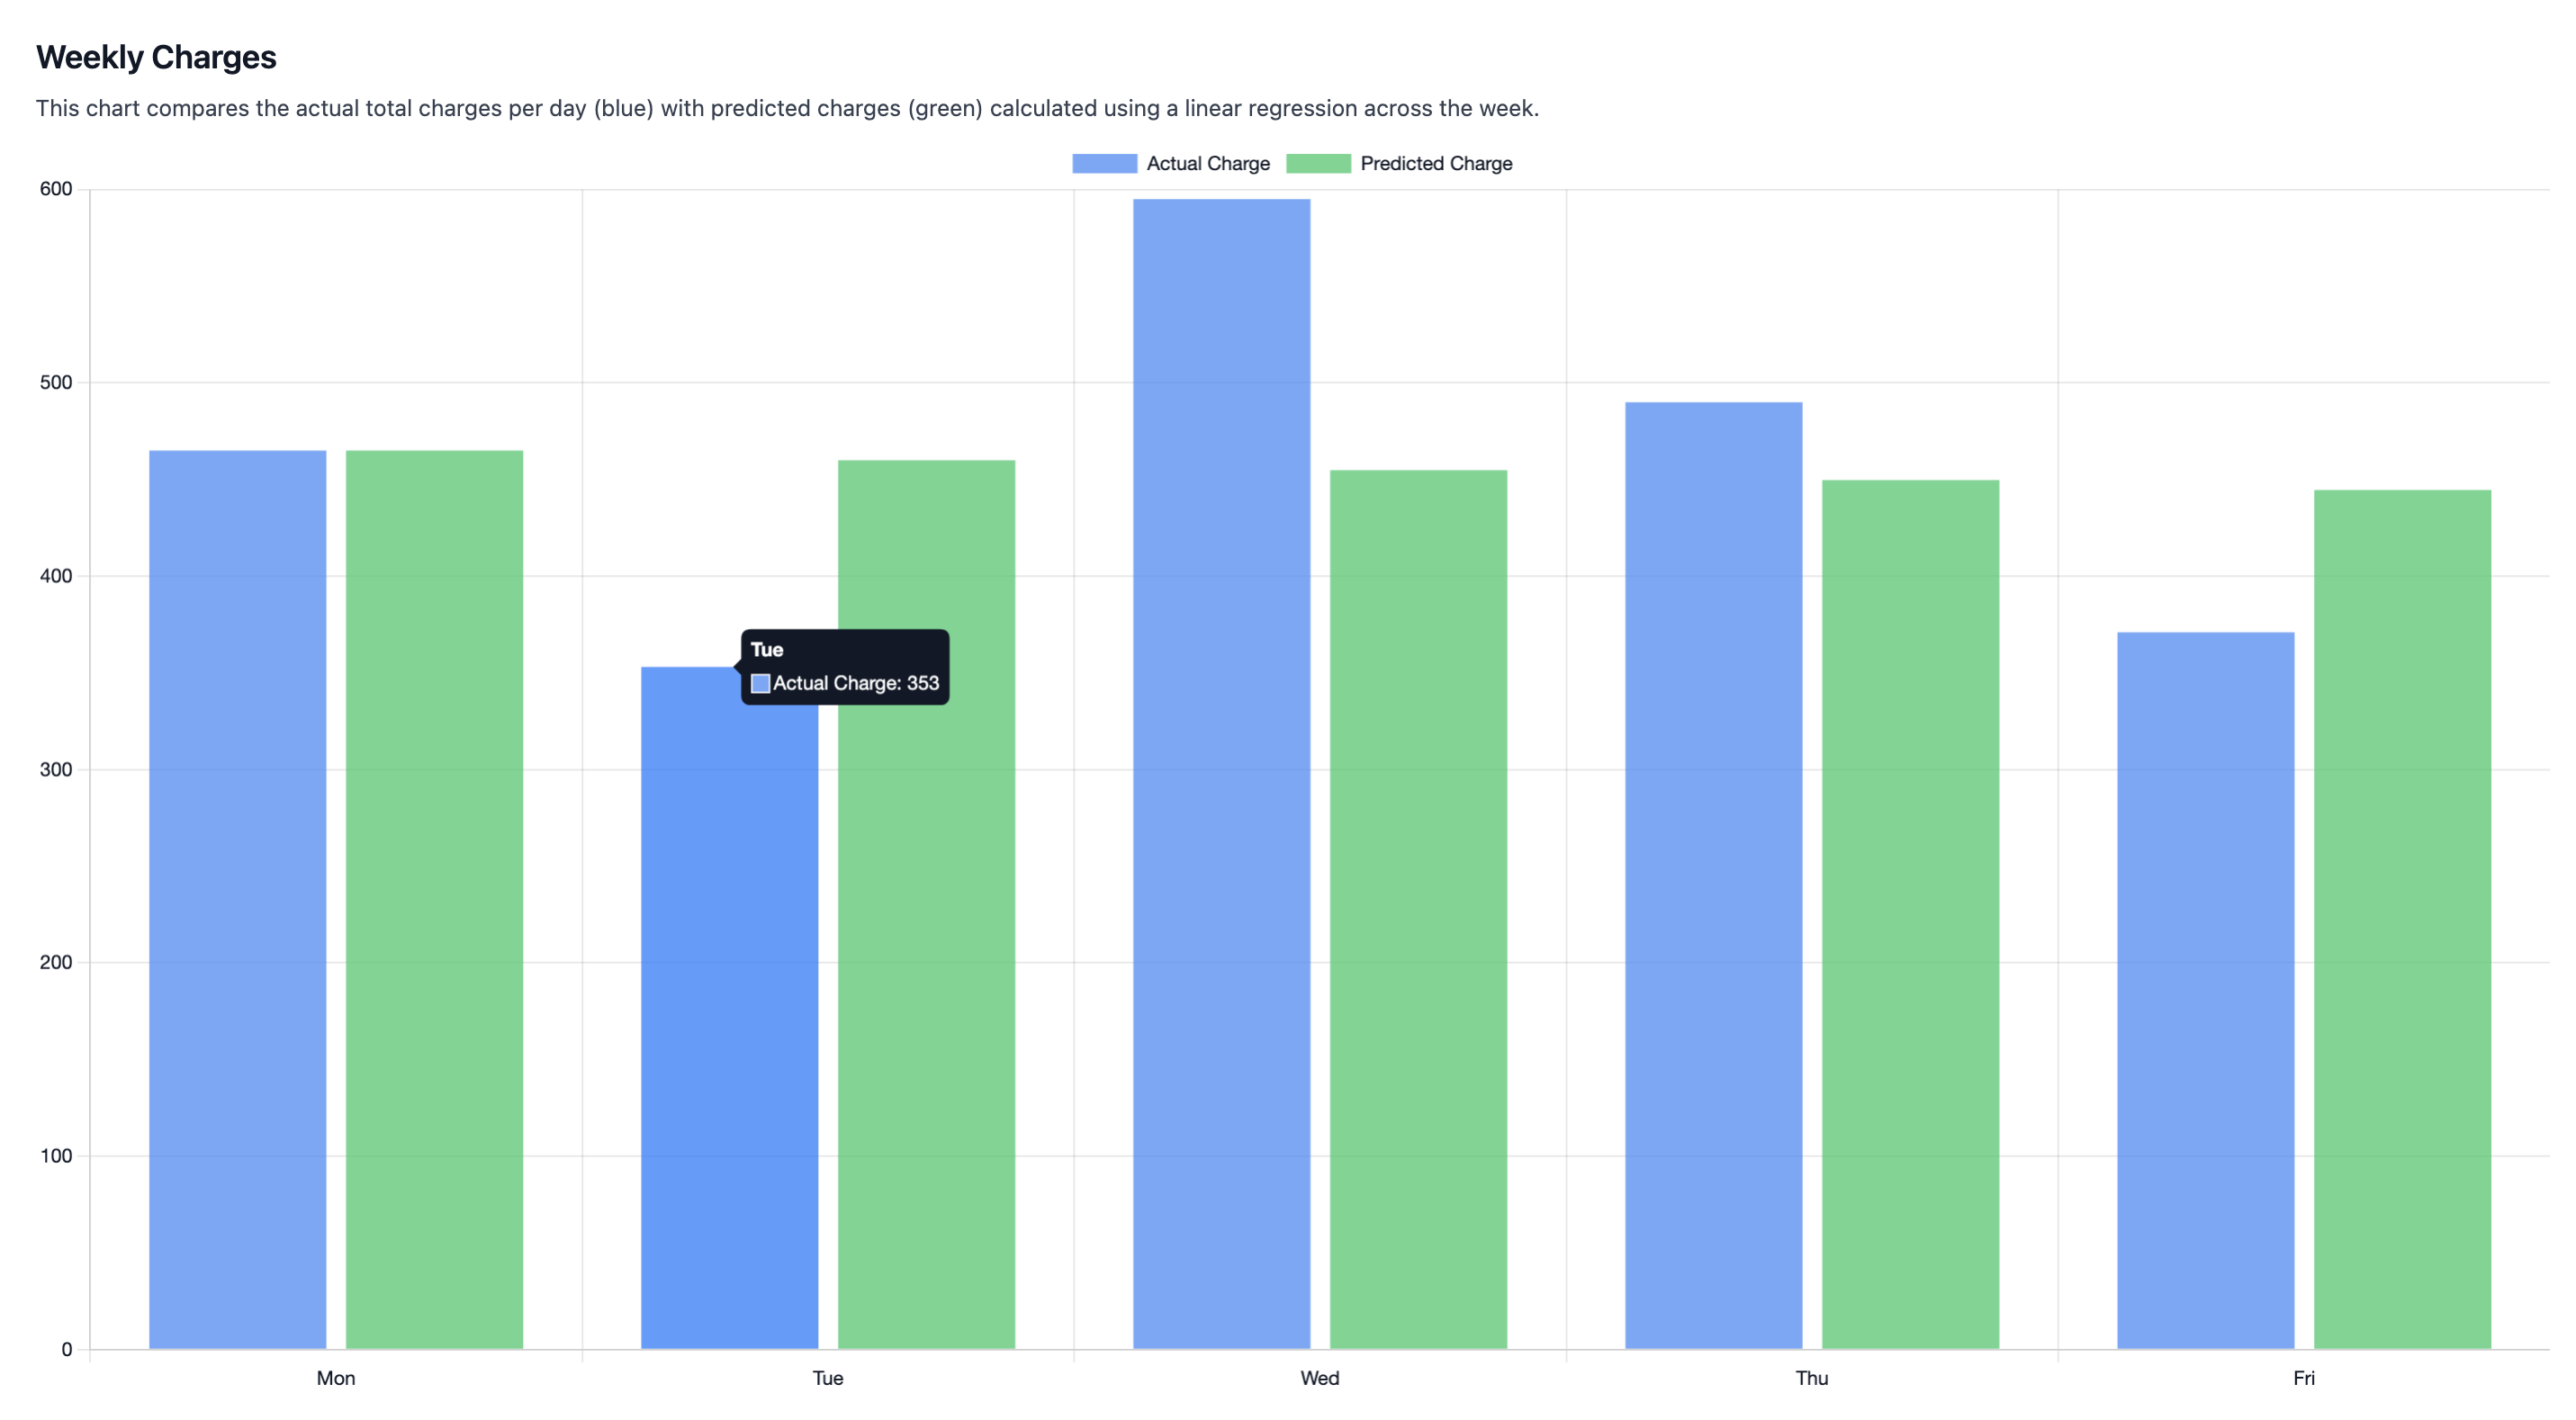 Weekly Charges
This chart compares the actual total charges per day (blue) with predicted charges (green) calculated using a linear regression across the week.
Actual Charge Predicted Charge
600
500
400
Tue
Actual Charge: 353
300
200
100
0
Mon Tue Wed Thu Fri